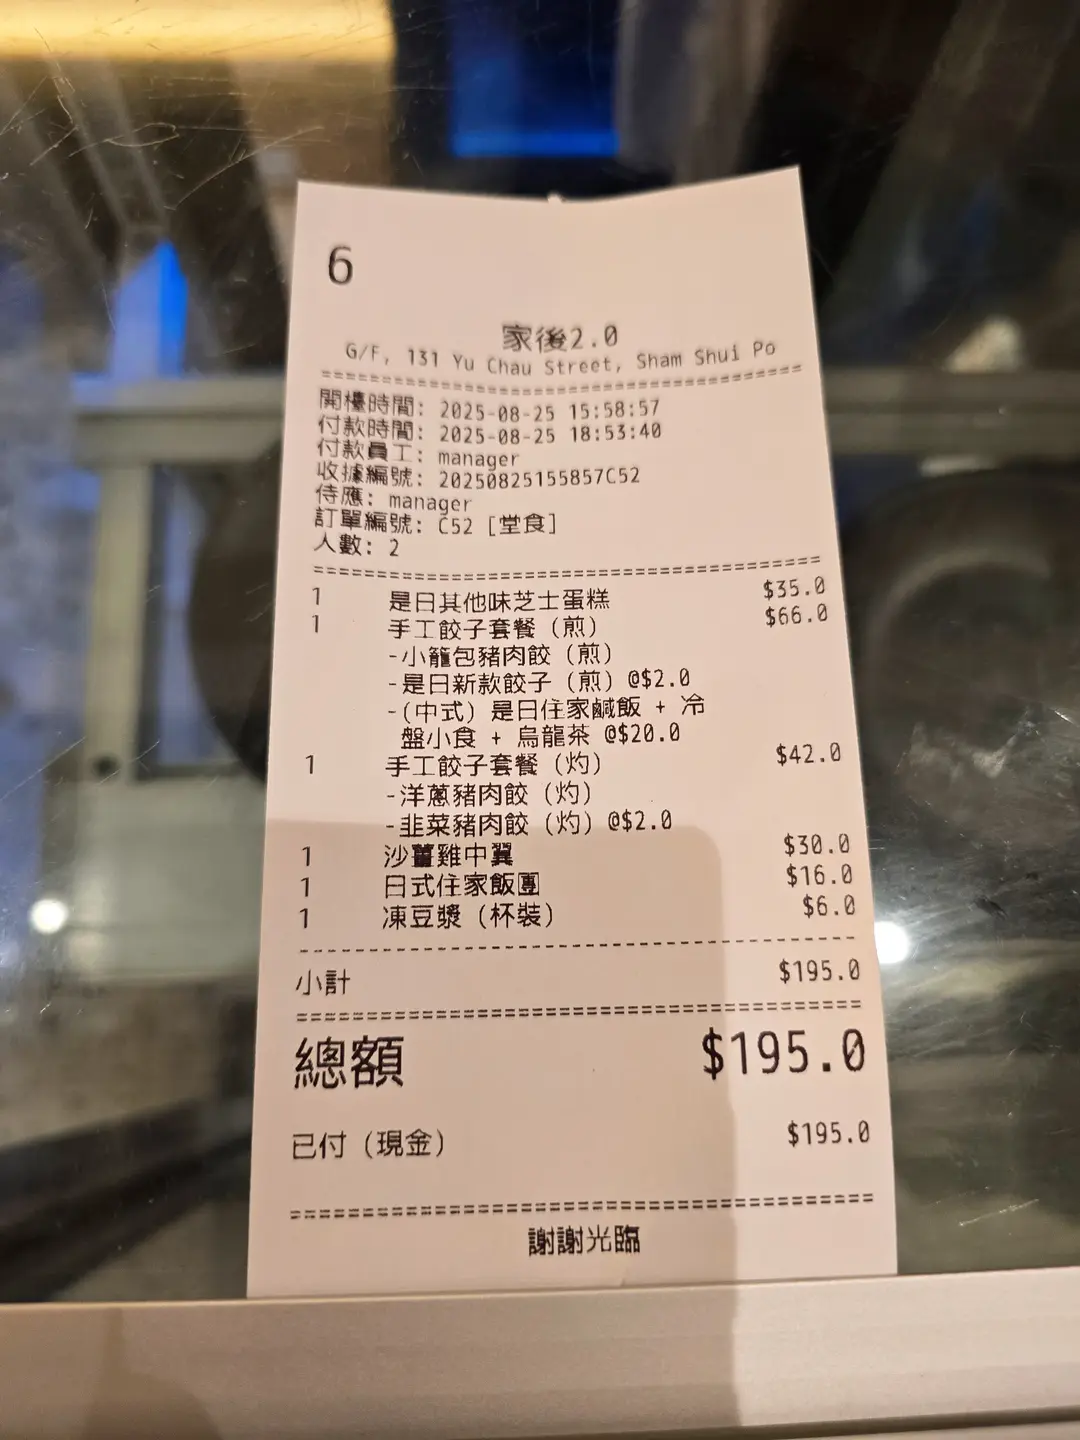 6
家後2.0
G/F, 131 Yu Chau Street, Sham Shui Po
開檯時間: 2025-08-25 15:58:57
付款時間: 2025-08-25 18:53:40
付款員工: manager
收據編號: 20250825155857C52
侍應: manager
訂單編號: C52 [堂食]
人數: 2
1 是日其他味芝士蛋糕 $35.0
1 手工餃子套餐 (煎) $66.0
-小籠包豬肉餃 (煎)
-是日新款餃子 (煎) @$2.0
-(中式) 是日住家鹹飯 + 冷
盤小食 + 烏龍茶 @$20.0
1 手工餃子套餐 (灼) $42.0
-洋蔥豬肉餃 (灼)
-韭菜豬肉餃 (灼) @$2.0
1 沙薑雞中翼 $30.0
1 日式住家飯團 $16.0
1 凍豆漿 (杯裝) $6.0
小計 $195.0
總額 $195.0
已付 (現金) $195.0
謝謝光臨